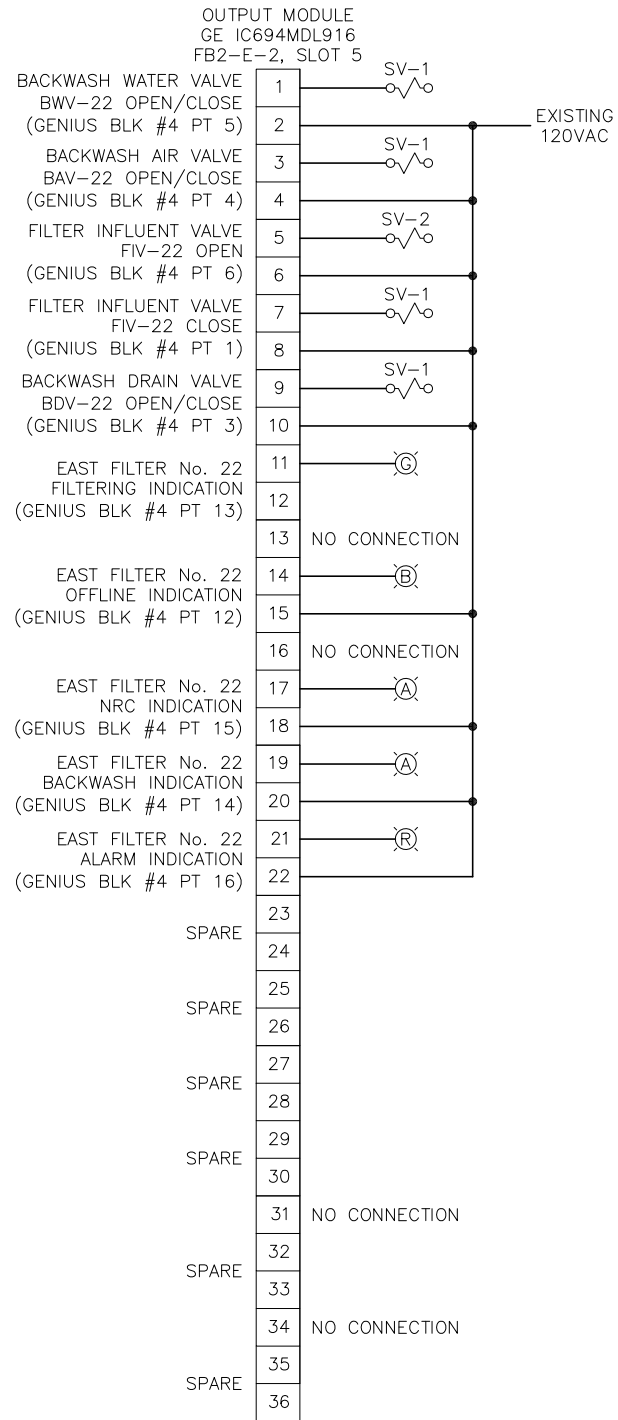 OUTPUT MODULE
GE IC694MDL916
FB2-E-2, SLOT 5
BACKWASH WATER VALVE
BWV-22 OPEN/CLOSE
(GENIUS BLK #4 PT 5)
1
SV-1
2
EXISTING
120VAC
BACKWASH AIR VALVE
BAV-22 OPEN/CLOSE
(GENIUS BLK #4 PT 4)
3
SV-1
4
FILTER INFLUENT VALVE
FIV-22 OPEN
(GENIUS BLK #4 PT 6)
5
SV-2
6
FILTER INFLUENT VALVE
FIV-22 CLOSE
(GENIUS BLK #4 PT 1)
7
SV-1
8
BACKWASH DRAIN VALVE
BDV-22 OPEN/CLOSE
(GENIUS BLK #4 PT 3)
9
SV-1
10
EAST FILTER No. 22
FILTERING INDICATION
(GENIUS BLK #4 PT 13)
11
G
12
13 NO CONNECTION
EAST FILTER No. 22
OFFLINE INDICATION
(GENIUS BLK #4 PT 12)
14
B
15
16 NO CONNECTION
EAST FILTER No. 22
NRC INDICATION
(GENIUS BLK #4 PT 15)
17
A
18
EAST FILTER No. 22
BACKWASH INDICATION
(GENIUS BLK #4 PT 14)
19
A
20
EAST FILTER No. 22
ALARM INDICATION
(GENIUS BLK #4 PT 16)
21
R
22
SPARE
23
24
SPARE
25
26
SPARE
27
28
SPARE
29
30
31 NO CONNECTION
SPARE
32
33
34 NO CONNECTION
SPARE
35
36